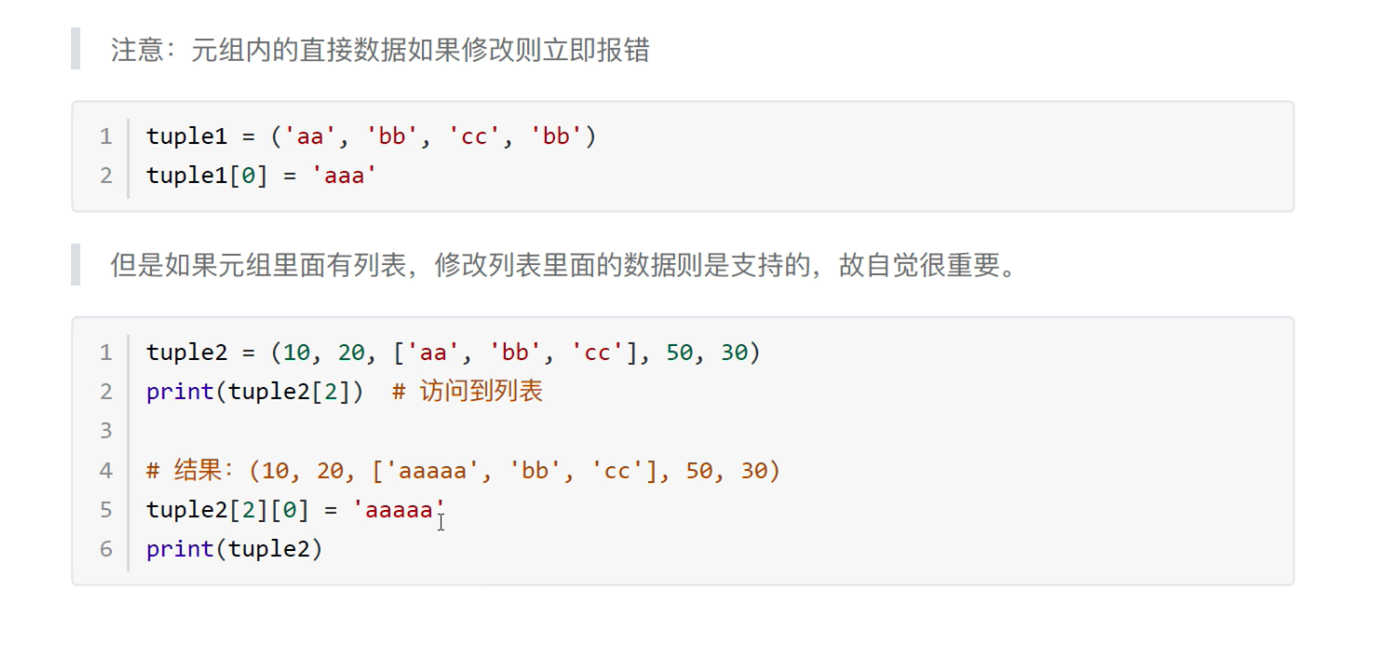 注意：元组内的直接数据如果修改则立即报错
1 tuple1 = ('aa', 'bb', 'cc', 'bb')
2 tuple1[0] = 'aaa'
但是如果元组里面有列表，修改列表里面的数据则是支持的，故自觉很重要。
1 tuple2 = (10, 20, ['aa', 'bb', 'cc'], 50, 30)
2 print(tuple2[2])  # 访问到列表
3
4 # 结果：(10, 20, ['aaaaa', 'bb', 'cc'], 50, 30)
5 tuple2[2][0] = 'aaaaa'
6 print(tuple2)